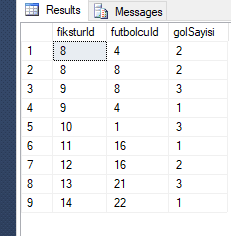 Results Messages
fiksturId futbolcuId golSayisi
1 8 4 2
2 8 8 2
3 9 8 3
4 9 4 1
5 10 1 3
6 11 16 1
7 12 16 2
8 13 21 3
9 14 22 1